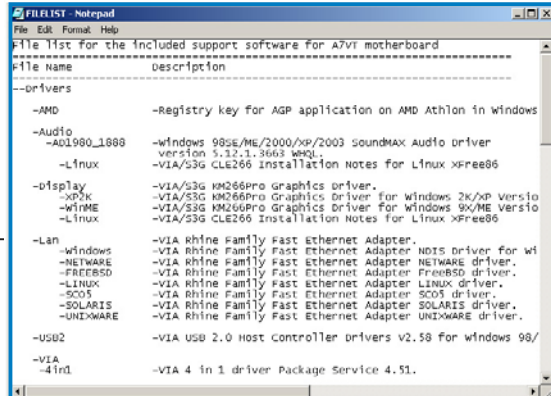 FILELIST - Notepad
File Edit Format Help
File list for the included support software for A7VT motherboard
File Name Description
--Drivers
-AMD -Registry key for AGP application on AMD Athlon in Windows
-Audio
-AD1980_1888 -Windows 98SE/ME/2000/XP/2003 SoundMAX Audio Driver
version 5.12.1.3663 WHQL.
-Linux -VIA/S3G CLE266 Installation Notes for Linux XFree86
-Display -VIA/S3G KM266Pro Graphics Driver.
-XP2K -VIA/S3G KM266Pro Graphics Driver for Windows 2K/XP Versio
-WinME -VIA/S3G KM266Pro Graphics Driver for Windows 9X/ME Versio
-Linux -VIA/S3G CLE266 Installation Notes for Linux XFree86
-Lan -VIA Rhine Family Fast Ethernet Adapter.
-Windows -VIA Rhine Family Fast Ethernet Adapter NDIS Driver for Wi
-NETWARE -VIA Rhine Family Fast Ethernet Adapter NETWARE driver.
-FREEBSD -VIA Rhine Family Fast Ethernet Adapter FreeBSD driver.
-LINUX -VIA Rhine Family Fast Ethernet Adapter LINUX driver.
-SCO5 -VIA Rhine Family Fast Ethernet Adapter SCO5 driver.
-SOLARIS -VIA Rhine Family Fast Ethernet Adapter SOLARIS driver.
-UNIXWARE -VIA Rhine Family Fast Ethernet Adapter UNIXWARE driver.
-USB2 -VIA USB 2.0 Host Controller Drivers V2.58 for Windows 98/
-VIA
-4in1 -VIA 4 in 1 driver Package Service 4.51.